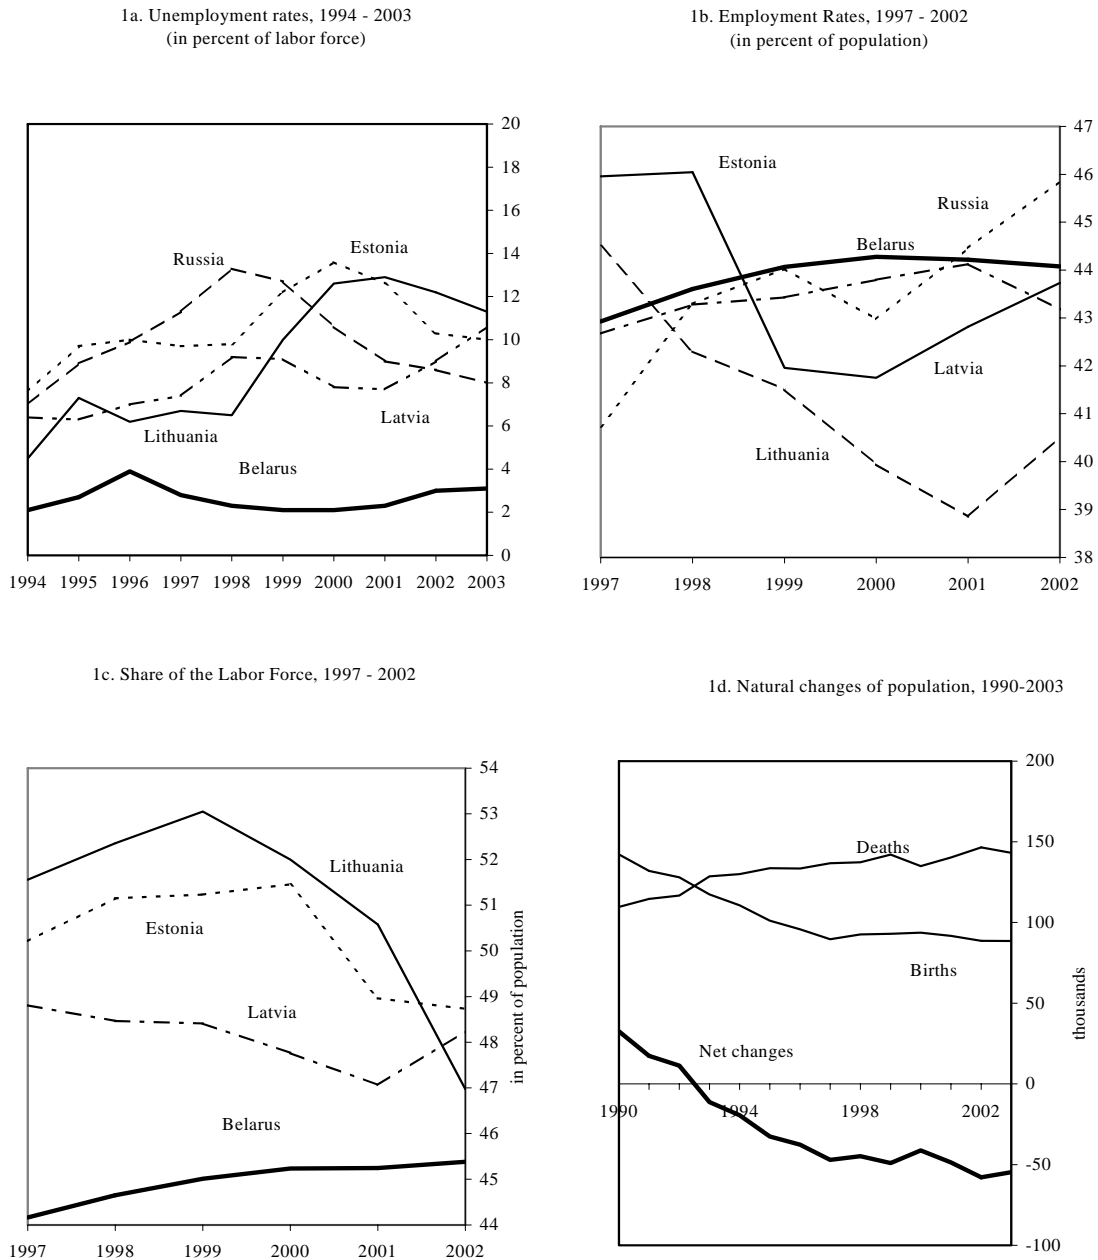 1a. Unemployment rates, 1994 - 2003
(in percent of labor force)
20
18
16
14
12
10
8
6
4
2
0
Russia
Estonia
Latvia
Lithuania
Belarus
1994 1995 1996 1997 1998 1999 2000 2001 2002 2003
1b. Employment Rates, 1997 - 2002
(in percent of population)
47
46
45
44
43
42
41
40
39
38
Estonia
Russia
Belarus
Latvia
Lithuania
1997 1998 1999 2000 2001 2002
1c. Share of the Labor Force, 1997 - 2002
54
53
52
51
50
49
48
47
46
45
44
in percent of population
Lithuania
Estonia
Latvia
Belarus
1997 1998 1999 2000 2001 2002
1d. Natural changes of population, 1990-2003
200
150
100
50
0
-50
-100
thousands
Deaths
Births
Net changes
1990 1994 1998 2002